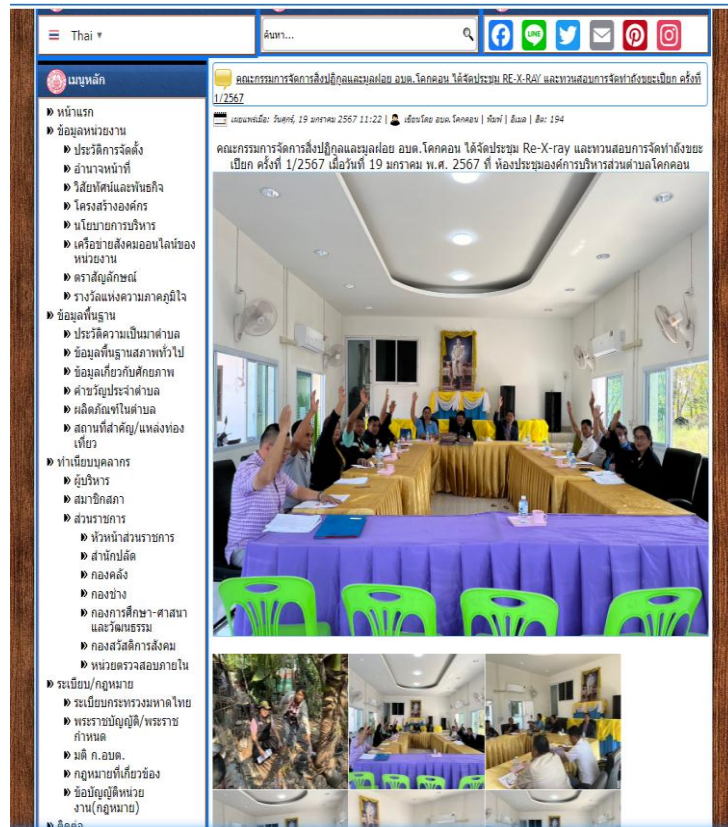 Thai
ค้นหา...
เมนูหลัก
หน้าแรก
ข้อมูลหน่วยงาน
ประวัติการจัดตั้ง
อำนาจหน้าที่
วิสัยทัศน์และพันธกิจ
โครงสร้างองค์กร
นโยบายการบริหาร
เครือข่ายสังคมออนไลน์ของ
หน่วยงาน
ตราสัญลักษณ์
รางวัลแห่งความภาคภูมิใจ
ข้อมูลพื้นฐาน
ประวัติความเป็นมาตำบล
ข้อมูลพื้นฐานสภาพทั่วไป
ข้อมูลเกี่ยวกับศักยภาพ
คำขวัญประจำตำบล
ผลิตภัณฑ์ในตำบล
สถานที่สำคัญ/แหล่งท่อง
เที่ยว
ทำเนียบบุคลากร
ผู้บริหาร
สมาชิกสภา
ส่วนราชการ
หัวหน้าส่วนราชการ
สำนักปลัด
กองคลัง
กองช่าง
กองการศึกษา-ศาสนา
และวัฒนธรรม
กองสวัสดิการสังคม
หน่วยตรวจสอบภายใน
ระเบียบ/กฎหมาย
ระเบียบกระทรวงมหาดไทย
พระราชบัญญัติ/พระราช
กำหนด
มติ ก.อบต.
กฎหมายที่เกี่ยวข้อง
ข้อบัญญัติหน่วย
งาน(กฎหมาย)
ติดต่อ
คณะกรรมการจัดการสิ่งปฏิกูลและมูลฝอย อบต.โคกคอน ได้จัดประชุม RE-X-RAY และทวนสอบการจัดทำถังขยะเปียก ครั้งที่
1/2567
เผยแพร่เมื่อ: วันศุกร์, 19 มกราคม 2567 11:22 | เขียนโดย อบต.โคกคอน | พิมพ์ | อีเมล | ฮิต: 194
คณะกรรมการจัดการสิ่งปฏิกูลและมูลฝอย อบต.โคกคอน ได้จัดประชุม Re-X-ray และทวนสอบการจัดทำถังขยะ
เปียก ครั้งที่ 1/2567 เมื่อวันที่ 19 มกราคม พ.ศ. 2567 ที่ ห้องประชุมองค์การบริหารส่วนตำบลโคกคอน